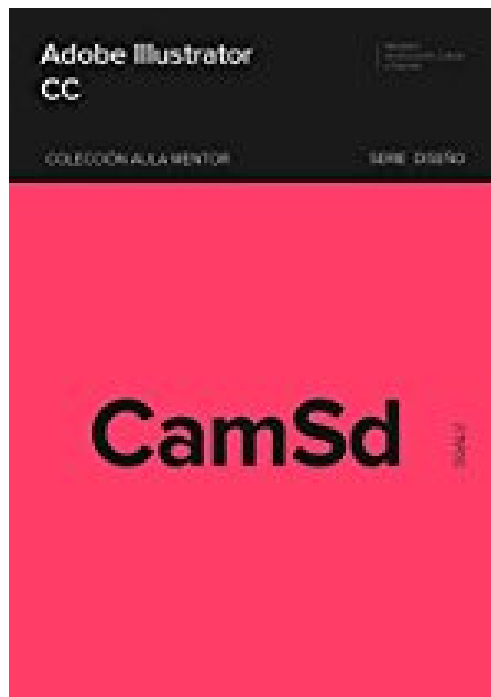 Adobe Illustrator
CC
COLECCIÓN AULA MENTOR
SERIE DISEÑO
CamSd